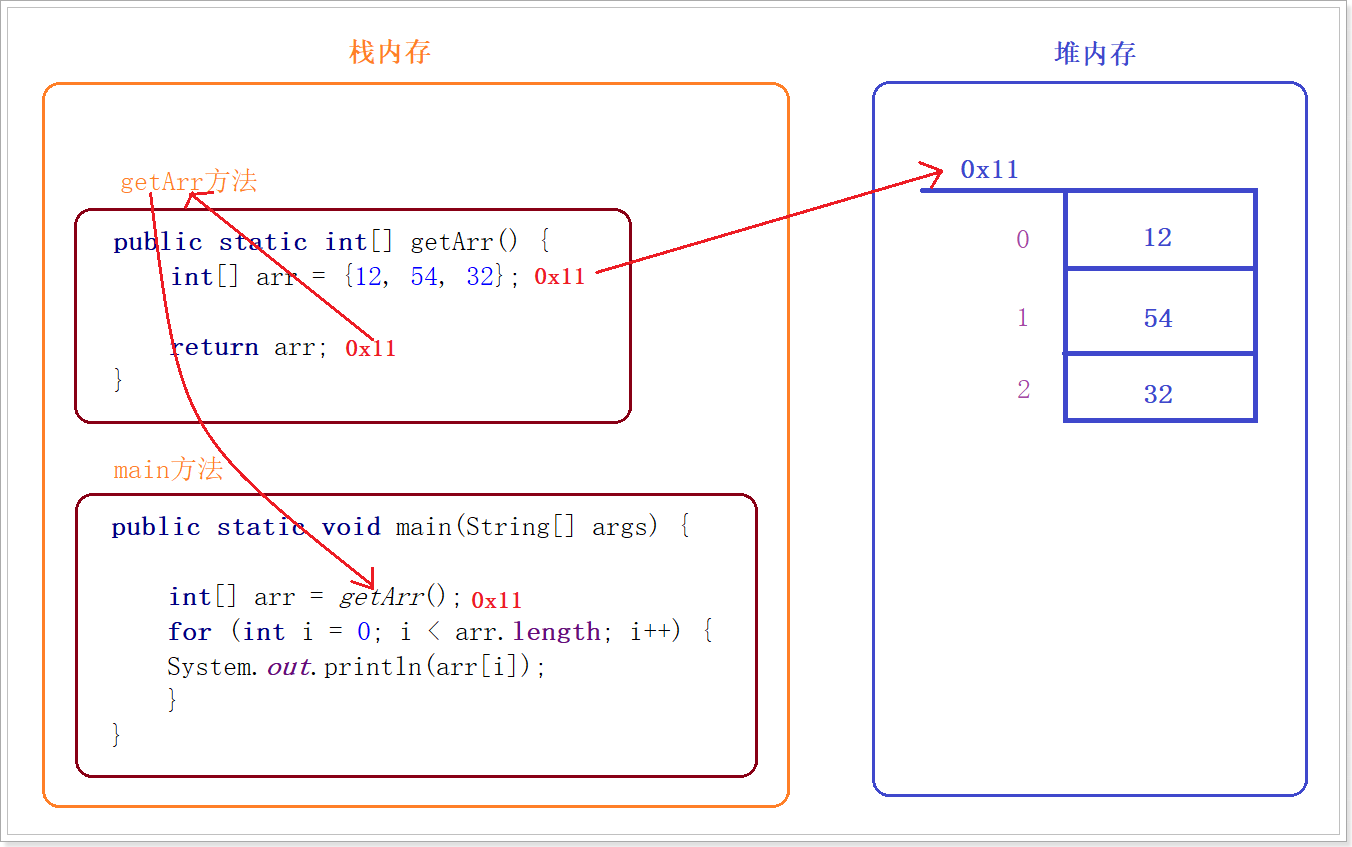 栈内存
getArr方法
public static int[] getArr() {
int[] arr = {12, 54, 32}; 0x11
return arr; 0x11
}
main方法
public static void main(String[] args) {
int[] arr = getArr(); 0x11
for (int i = 0; i < arr.length; i++) {
System.out.println(arr[i]);
}
}
堆内存
0x11
0 12
1 54
2 32